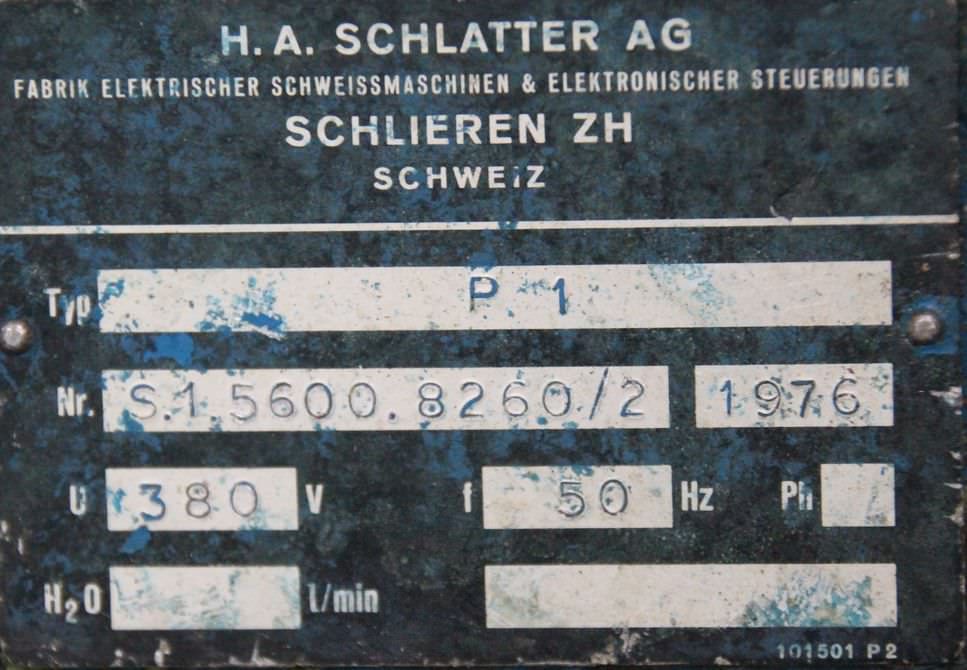 H. A. SCHLATTER AG
FABRIK ELEKTRISCHER SCHWEISSMASCHINEN & ELEKTRONISCHER STEUERUNGEN
SCHLIEREN ZH
SCHWEIZ
Typ P 1
Nr. S.1.5600.8260/2 1976
U 380 V f 50 Hz Ph
H₂O l/min
101501 P2